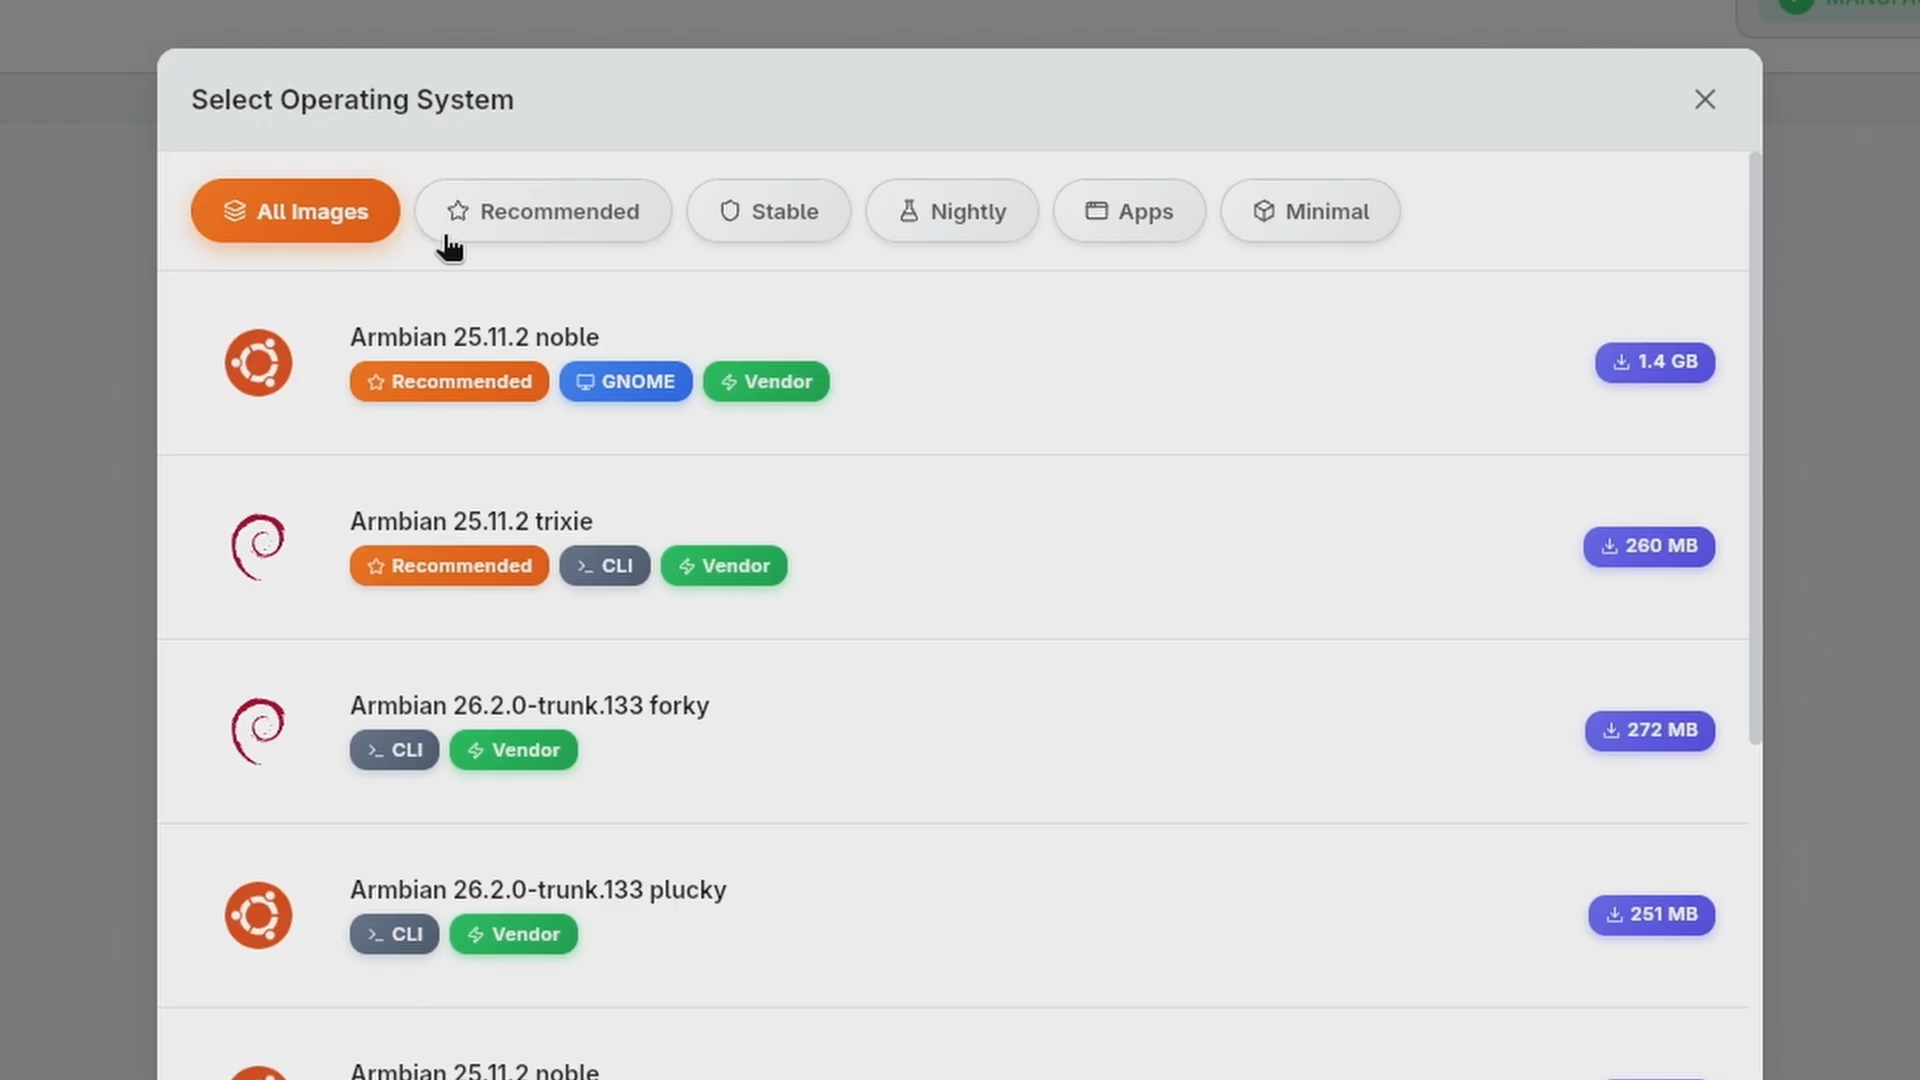 Select Operating System
All Images
Recommended
Stable
Nightly
Apps
Minimal
Armbian 25.11.2 noble
Recommended
GNOME
Vendor
1.4 GB
Armbian 25.11.2 trixie
Recommended
CLI
Vendor
260 MB
Armbian 26.2.0-trunk.133 forky
CLI
Vendor
272 MB
Armbian 26.2.0-trunk.133 plucky
CLI
Vendor
251 MB
Armbian 25.11.2 noble